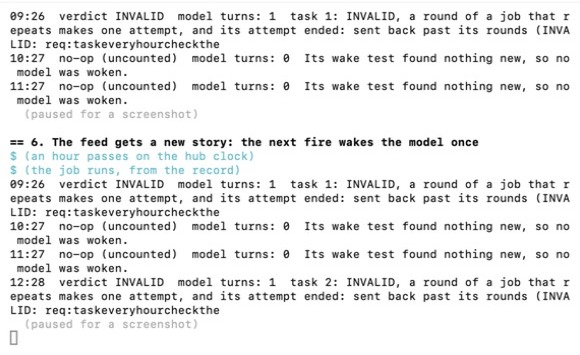 09:26  verdict INVALID  model turns: 1  task 1: INVALID, a round of a job that r
epeats makes one attempt, and its attempt ended: sent back past its rounds (INVA
LID: req:taskeveryhourcheckthe
10:27  no-op (uncounted)  model turns: 0  Its wake test found nothing new, so no
 model was woken.
11:27  no-op (uncounted)  model turns: 0  Its wake test found nothing new, so no
 model was woken.
  (paused for a screenshot)

== 6. The feed gets a new story: the next fire wakes the model once
$ (an hour passes on the hub clock)
$ (the job runs, from the record)
09:26  verdict INVALID  model turns: 1  task 1: INVALID, a round of a job that r
epeats makes one attempt, and its attempt ended: sent back past its rounds (INVA
LID: req:taskeveryhourcheckthe
10:27  no-op (uncounted)  model turns: 0  Its wake test found nothing new, so no
 model was woken.
11:27  no-op (uncounted)  model turns: 0  Its wake test found nothing new, so no
 model was woken.
12:28  verdict INVALID  model turns: 1  task 2: INVALID, a round of a job that r
epeats makes one attempt, and its attempt ended: sent back past its rounds (INVA
LID: req:taskeveryhourcheckthe
  (paused for a screenshot)